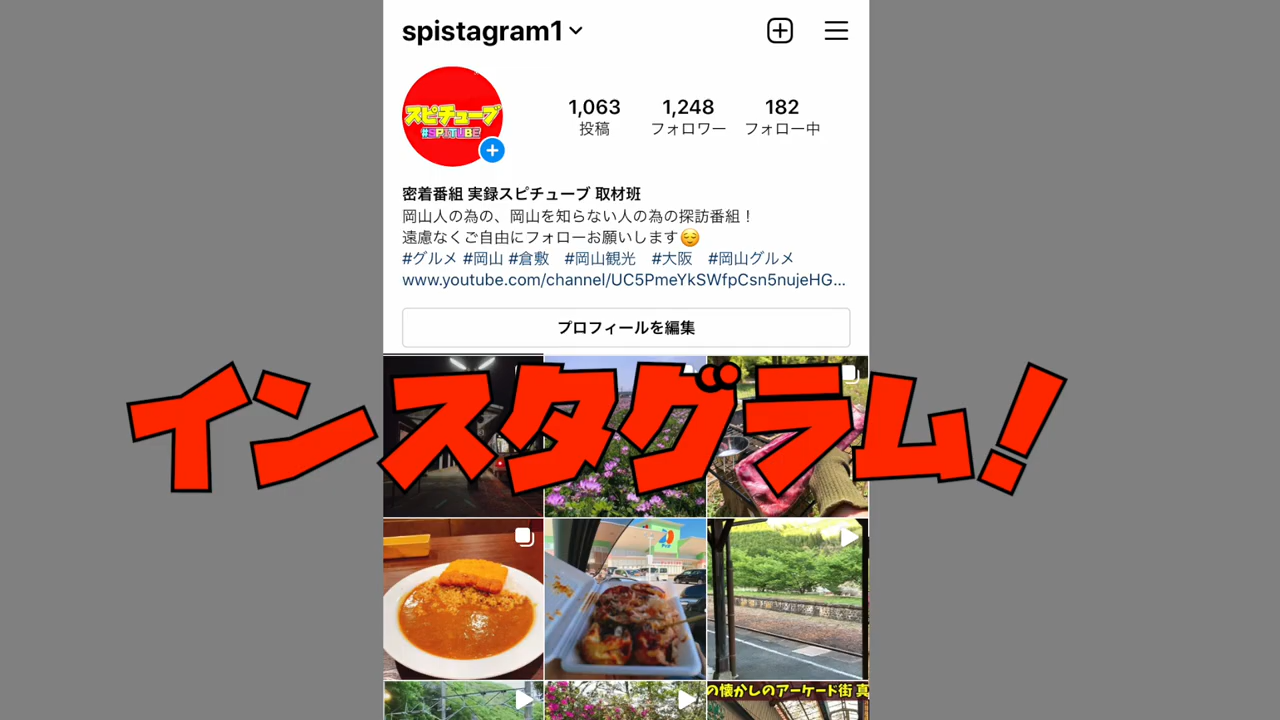 spistagram1
スピチューブ
#SPITUBE
1,063 1,248 182
投稿 フォロワー フォロー中
密着番組 実録スピチューブ 取材班
岡山人の為の、岡山を知らない人の為の探訪番組！
遠慮なくご自由にフォローお願いします😌
#グルメ #岡山 #倉敷 #岡山観光 #大阪 #岡山グルメ
www.youtube.com/channel/UC5PmeYkSWfpCsn5nujeHG...
プロフィールを編集
インスタグラム!
の懐かしのアーケード街 真